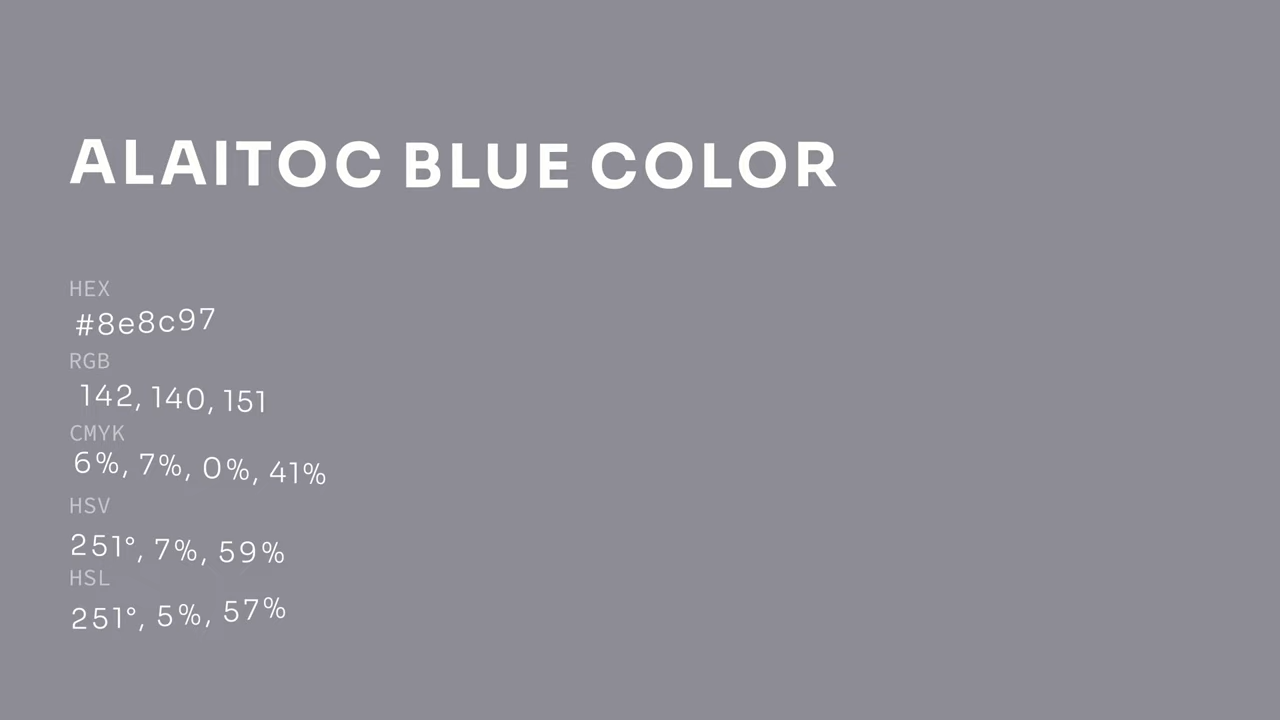 ALAITOC BLUE COLOR
HEX
#8e8c97
RGB
142, 140, 151
CMYK
6%, 7%, 0%, 41%
HSV
251°, 7%, 59%
HSL
251°, 5%, 57%